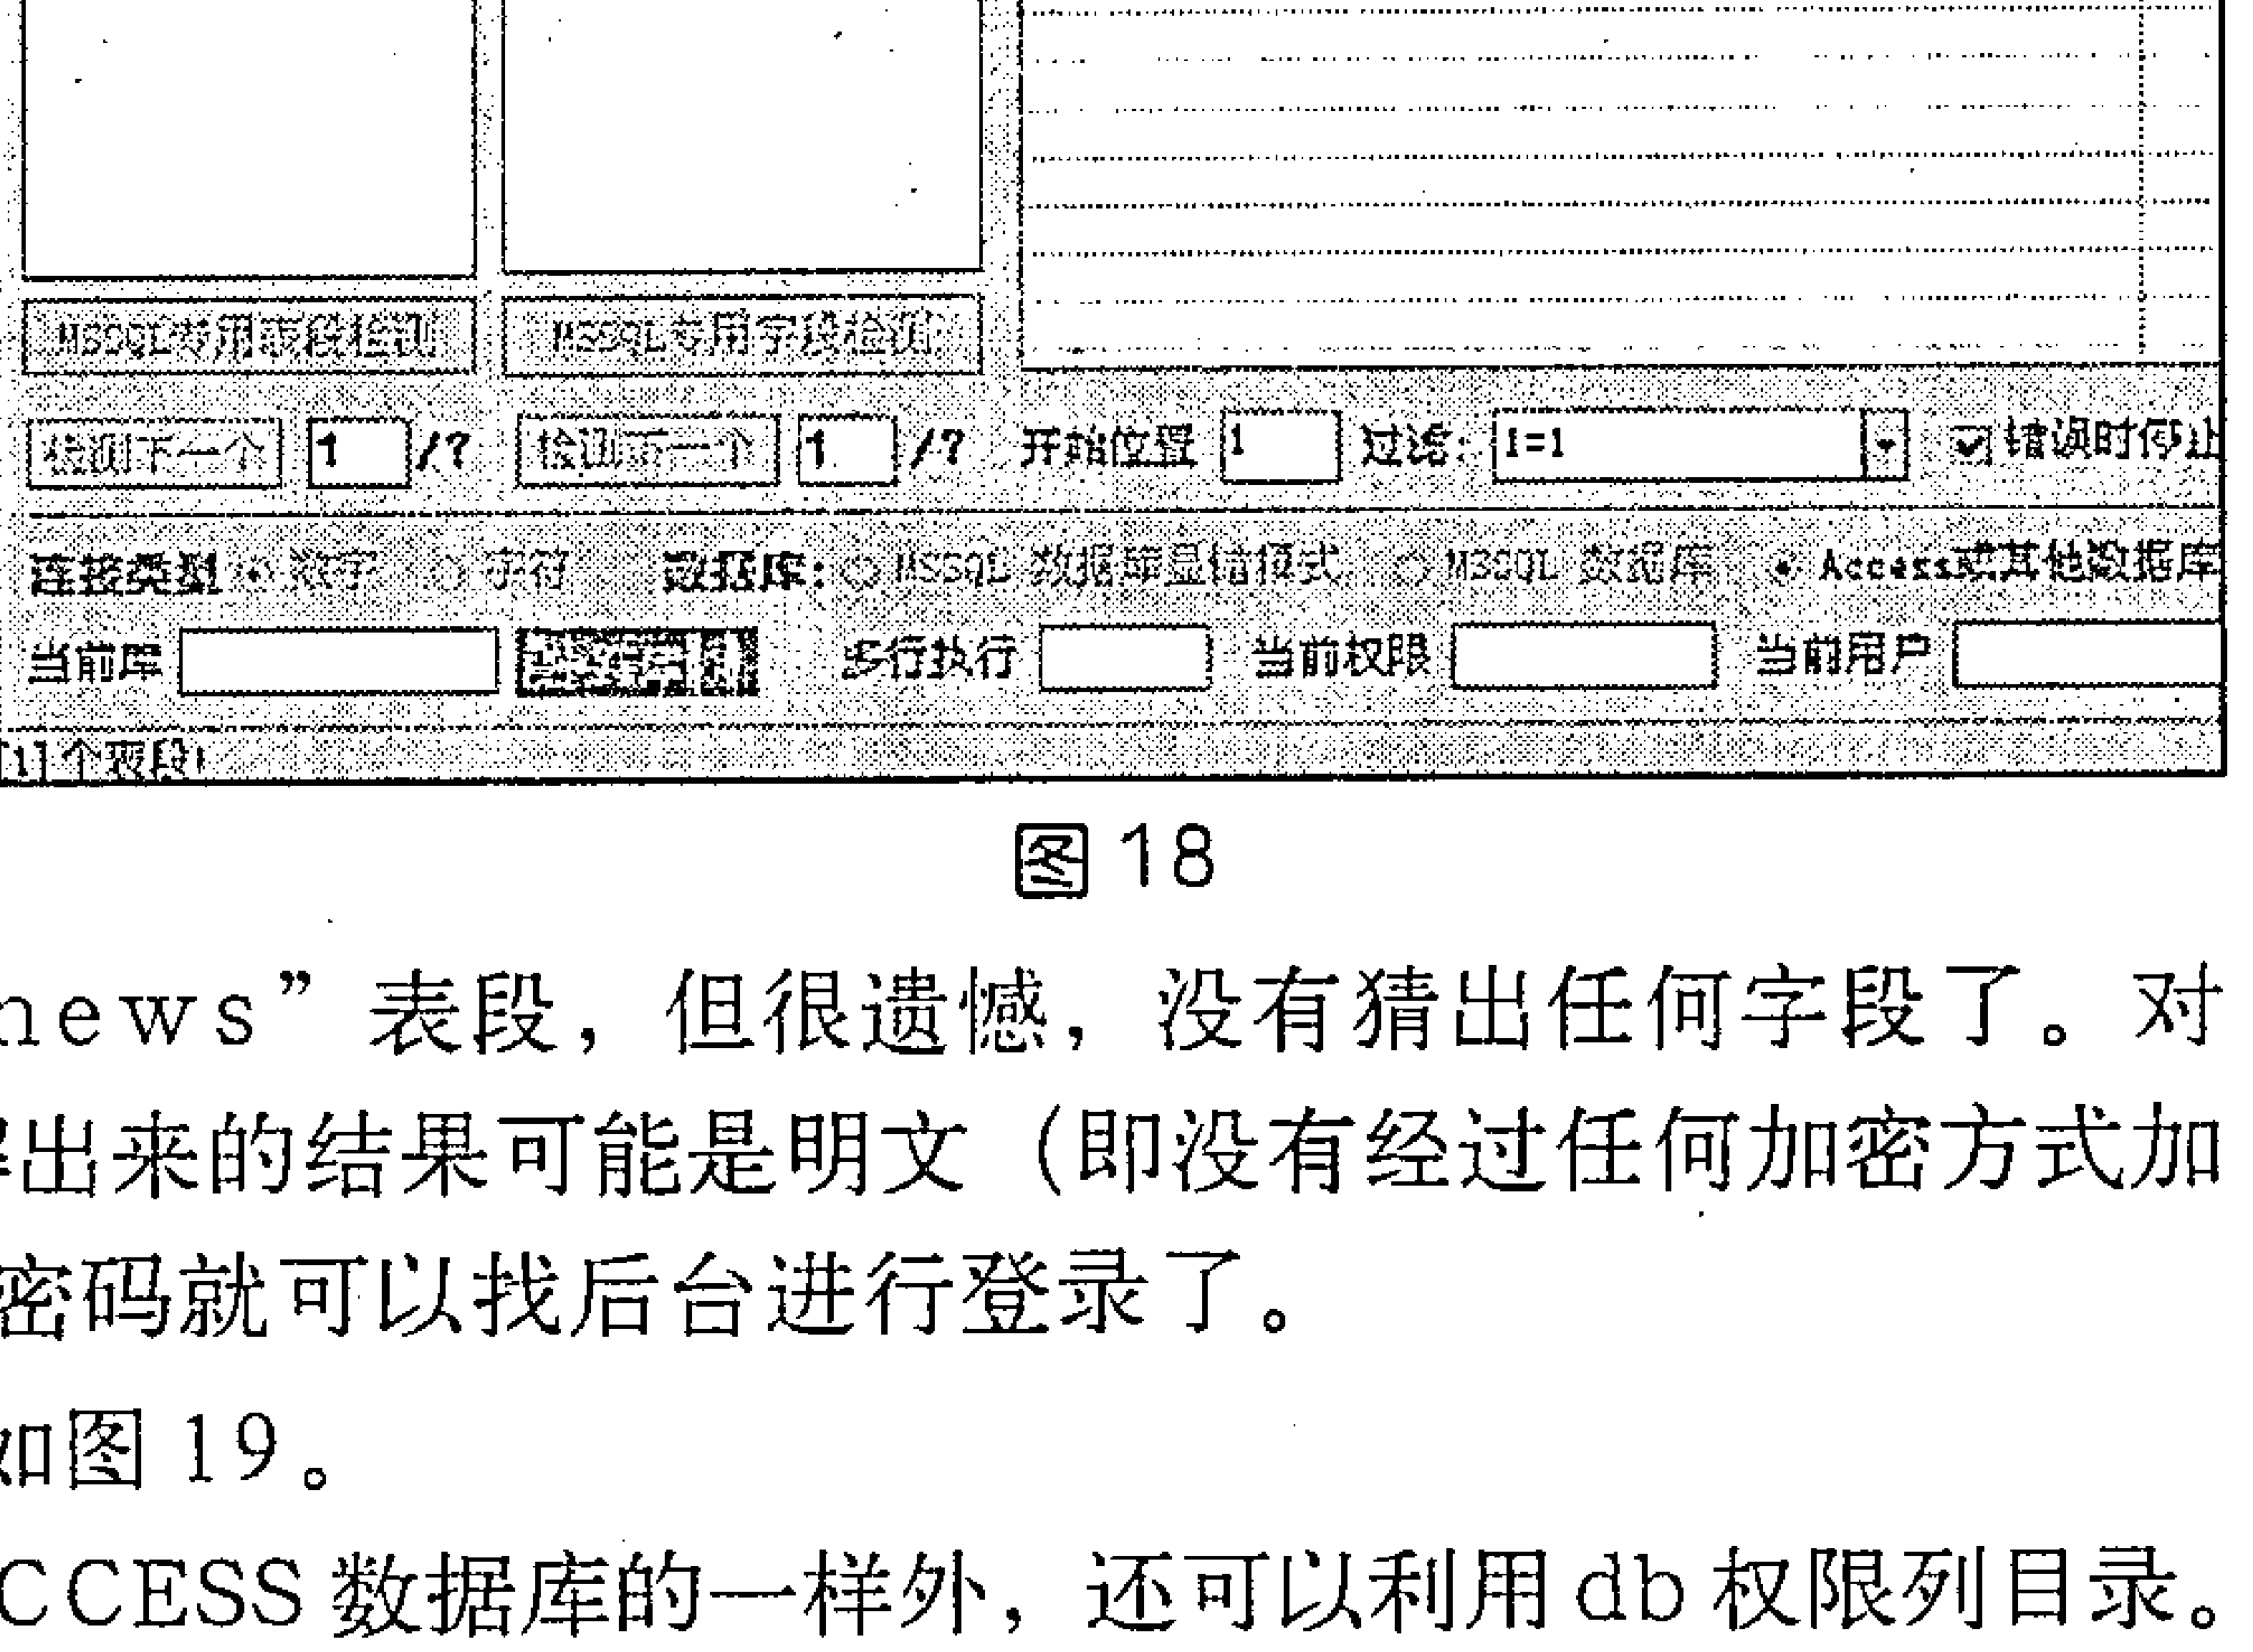 MSSQL专用表段检测 MSSQL专用字段检测
检测下一个 1 /? 检测下一个 1 /? 开始位置 1 过滤: 1=1 错误时停止
连接类型 数字 字符 数据库: MSSQL 数据库显错模式 MSSQL 数据库 Access或其他数据库
当前库 多行执行 当前权限 当前用户
[1]个表段!
图 18
news”表段，但很遗憾，没有猜出任何字段了。对
出来的结果可能是明文（即没有经过任何加密方式加
密码就可以找后台进行登录了。
如图 19。
CCESS 数据库的一样外，还可以利用 db 权限列目录。